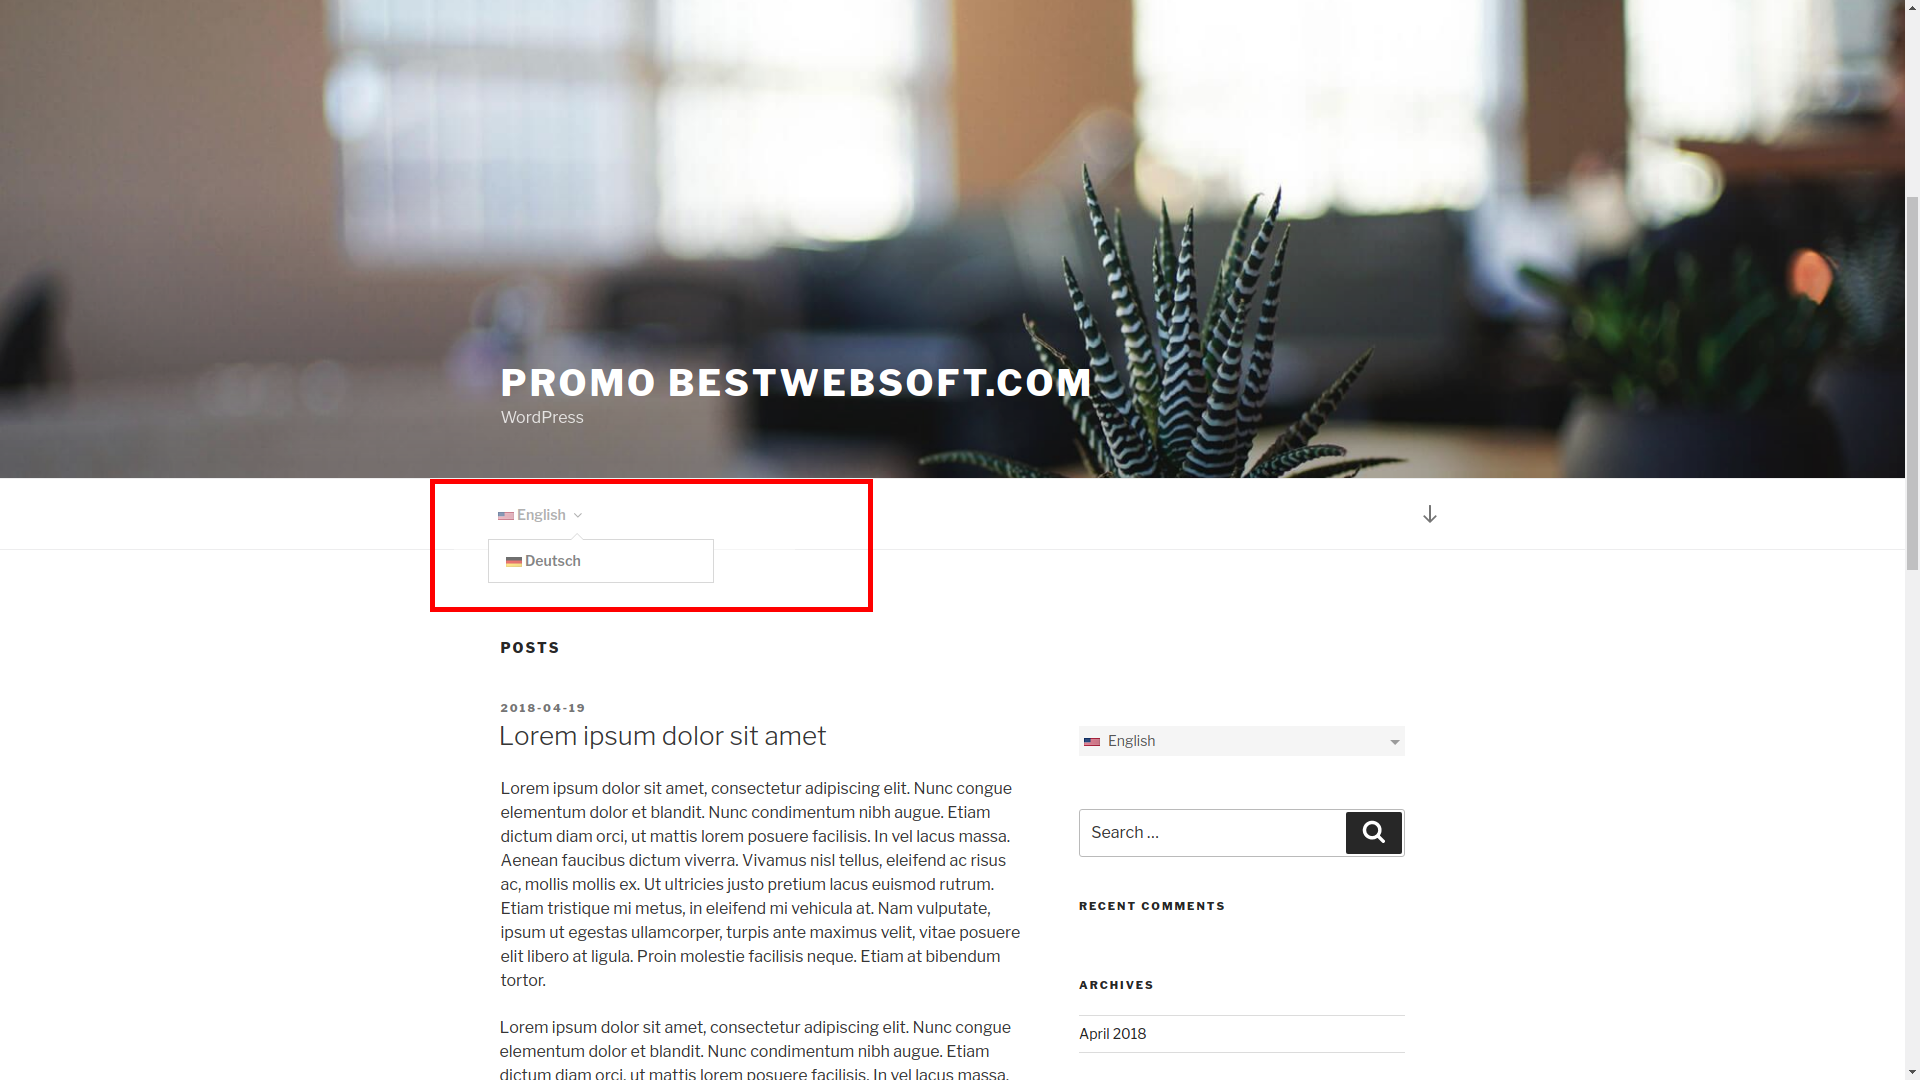 PROMO BESTWEBSOFT.COM
WordPress
English
Deutsch
POSTS
2018-04-19
Lorem ipsum dolor sit amet
Lorem ipsum dolor sit amet, consectetur adipiscing elit. Nunc congue
elementum dolor et blandit. Nunc condimentum nibh augue. Etiam
dictum diam orci, ut mattis lorem posuere facilisis. In vel lacus massa.
Aenean faucibus dictum viverra. Vivamus nisl tellus, eleifend ac risus
ac, mollis mollis ex. Ut ultricies justo pretium lacus euismod rutrum.
Etiam tristique mi metus, in eleifend mi vehicula at. Nam vulputate,
ipsum ut egestas ullamcorper, turpis ante maximus velit, vitae posuere
elit libero at ligula. Proin molestie facilisis neque. Etiam at bibendum
tortor.
Lorem ipsum dolor sit amet, consectetur adipiscing elit. Nunc congue
elementum dolor et blandit. Nunc condimentum nibh augue. Etiam
dictum diam orci, ut mattis lorem posuere facilisis. In vel lacus massa.
English
Search ...
RECENT COMMENTS
ARCHIVES
April 2018